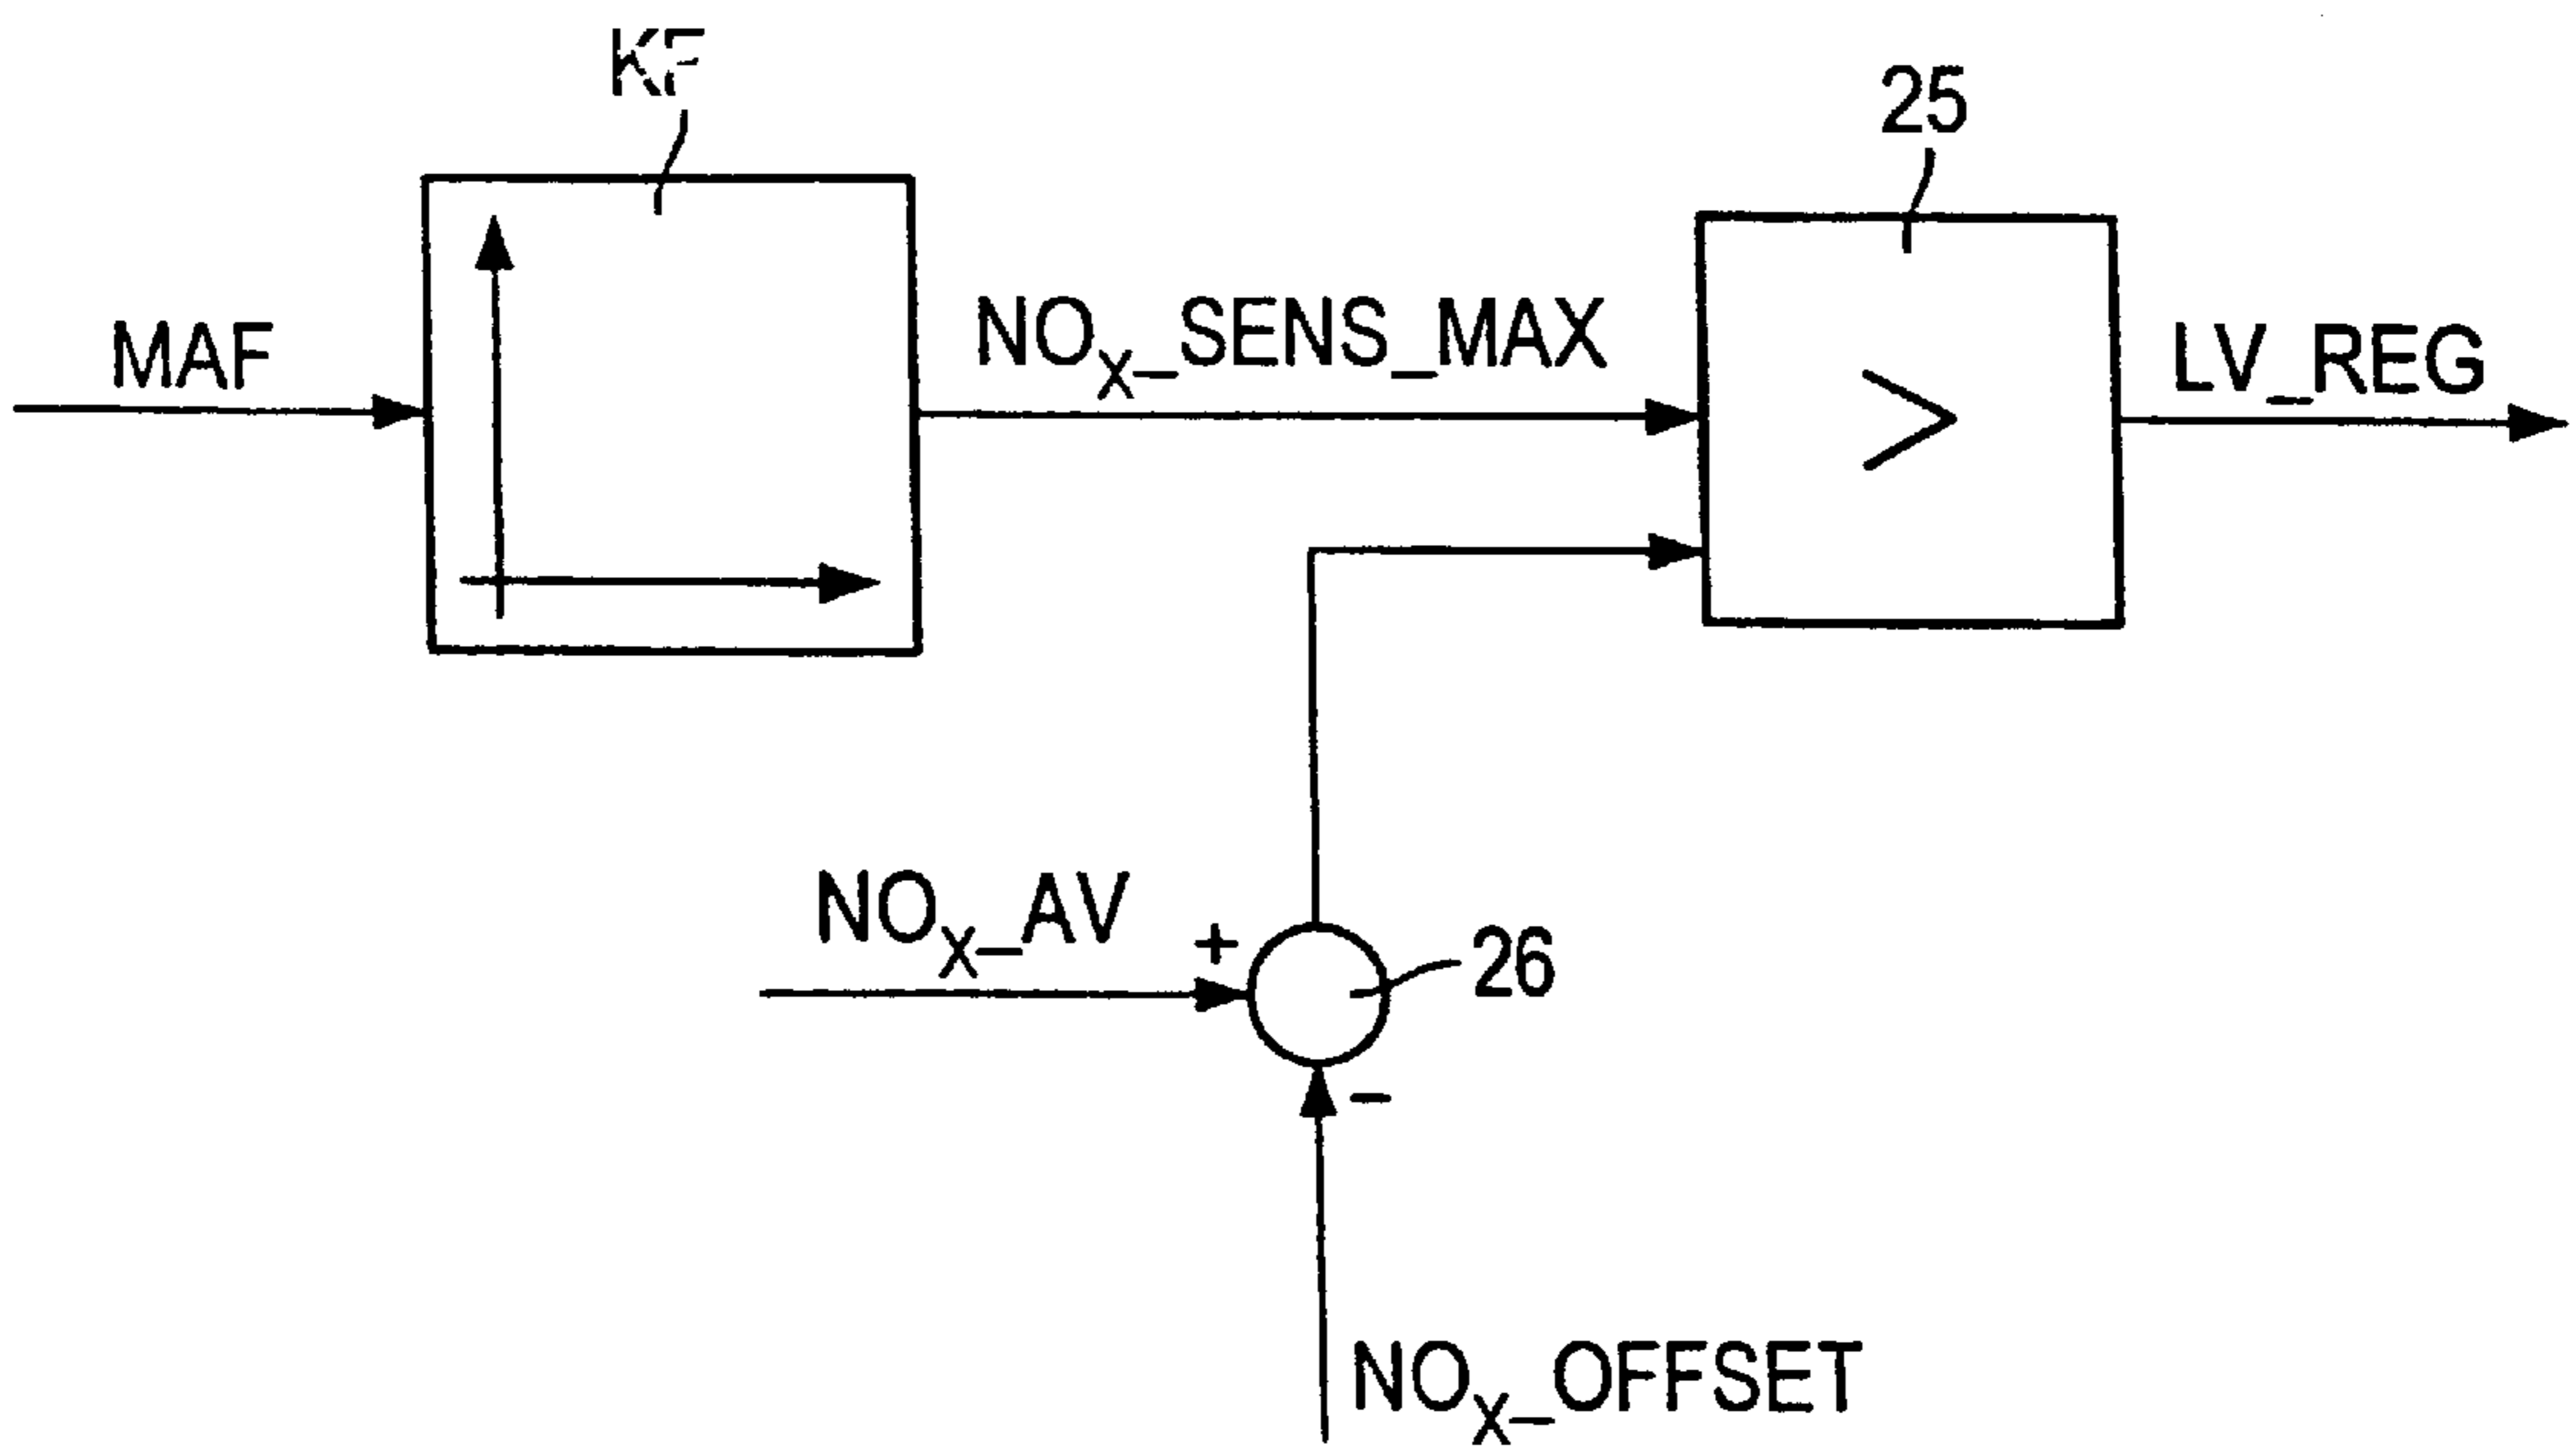 KF
25
MAF
NOX_SENS_MAX
LV_REG
>
NOX_AV
+
26
-
NOX_OFFSET